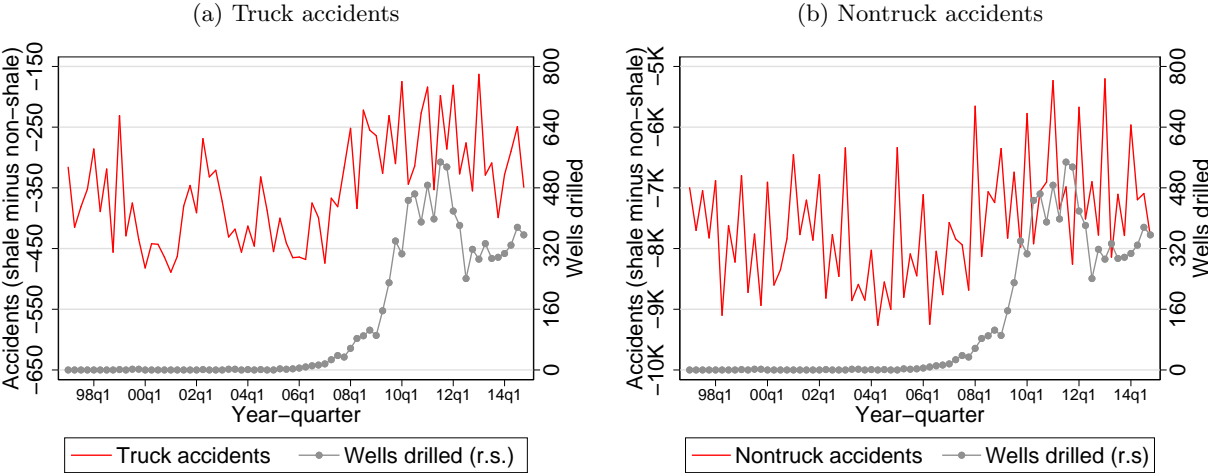 (a) Truck accidents
Accidents (shale minus non−shale)
−150
−250
−350
−450
−550
−650
800
640
480
320
160
0
Wells drilled
98q1 00q1 02q1 04q1 06q1 08q1 10q1 12q1 14q1
Year−quarter
Truck accidents Wells drilled (r.s.)
(b) Nontruck accidents
Accidents (shale minus non−shale)
−5K
−6K
−7K
−8K
−9K
−10K
800
640
480
320
160
0
Wells drilled
98q1 00q1 02q1 04q1 06q1 08q1 10q1 12q1 14q1
Year−quarter
Nontruck accidents Wells drilled (r.s)